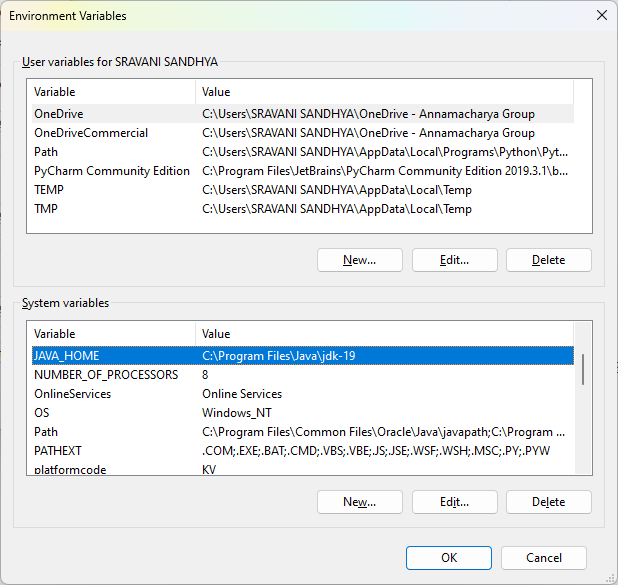 Environment Variables
User variables for SRAVANI SANDHYA
Variable Value
OneDrive C:\Users\SRAVANI SANDHYA\OneDrive - Annamacharya Group
OneDriveCommercial C:\Users\SRAVANI SANDHYA\OneDrive - Annamacharya Group
Path C:\Users\SRAVANI SANDHYA\AppData\Local\Programs\Python\Pyt...
PyCharm Community Edition C:\Program Files\JetBrains\PyCharm Community Edition 2019.3.1\b...
TEMP C:\Users\SRAVANI SANDHYA\AppData\Local\Temp
TMP C:\Users\SRAVANI SANDHYA\AppData\Local\Temp
New... Edit... Delete
System variables
Variable Value
JAVA_HOME C:\Program Files\Java\jdk-19
NUMBER_OF_PROCESSORS 8
OnlineServices Online Services
OS Windows_NT
Path C:\Program Files\Common Files\Oracle\Java\javapath;C:\Program ...
PATHEXT .COM;.EXE;.BAT;.CMD;.VBS;.VBE;.JS;.JSE;.WSF;.WSH;.MSC;.PY;.PYW
platformcode KV
New... Edit... Delete
OK Cancel